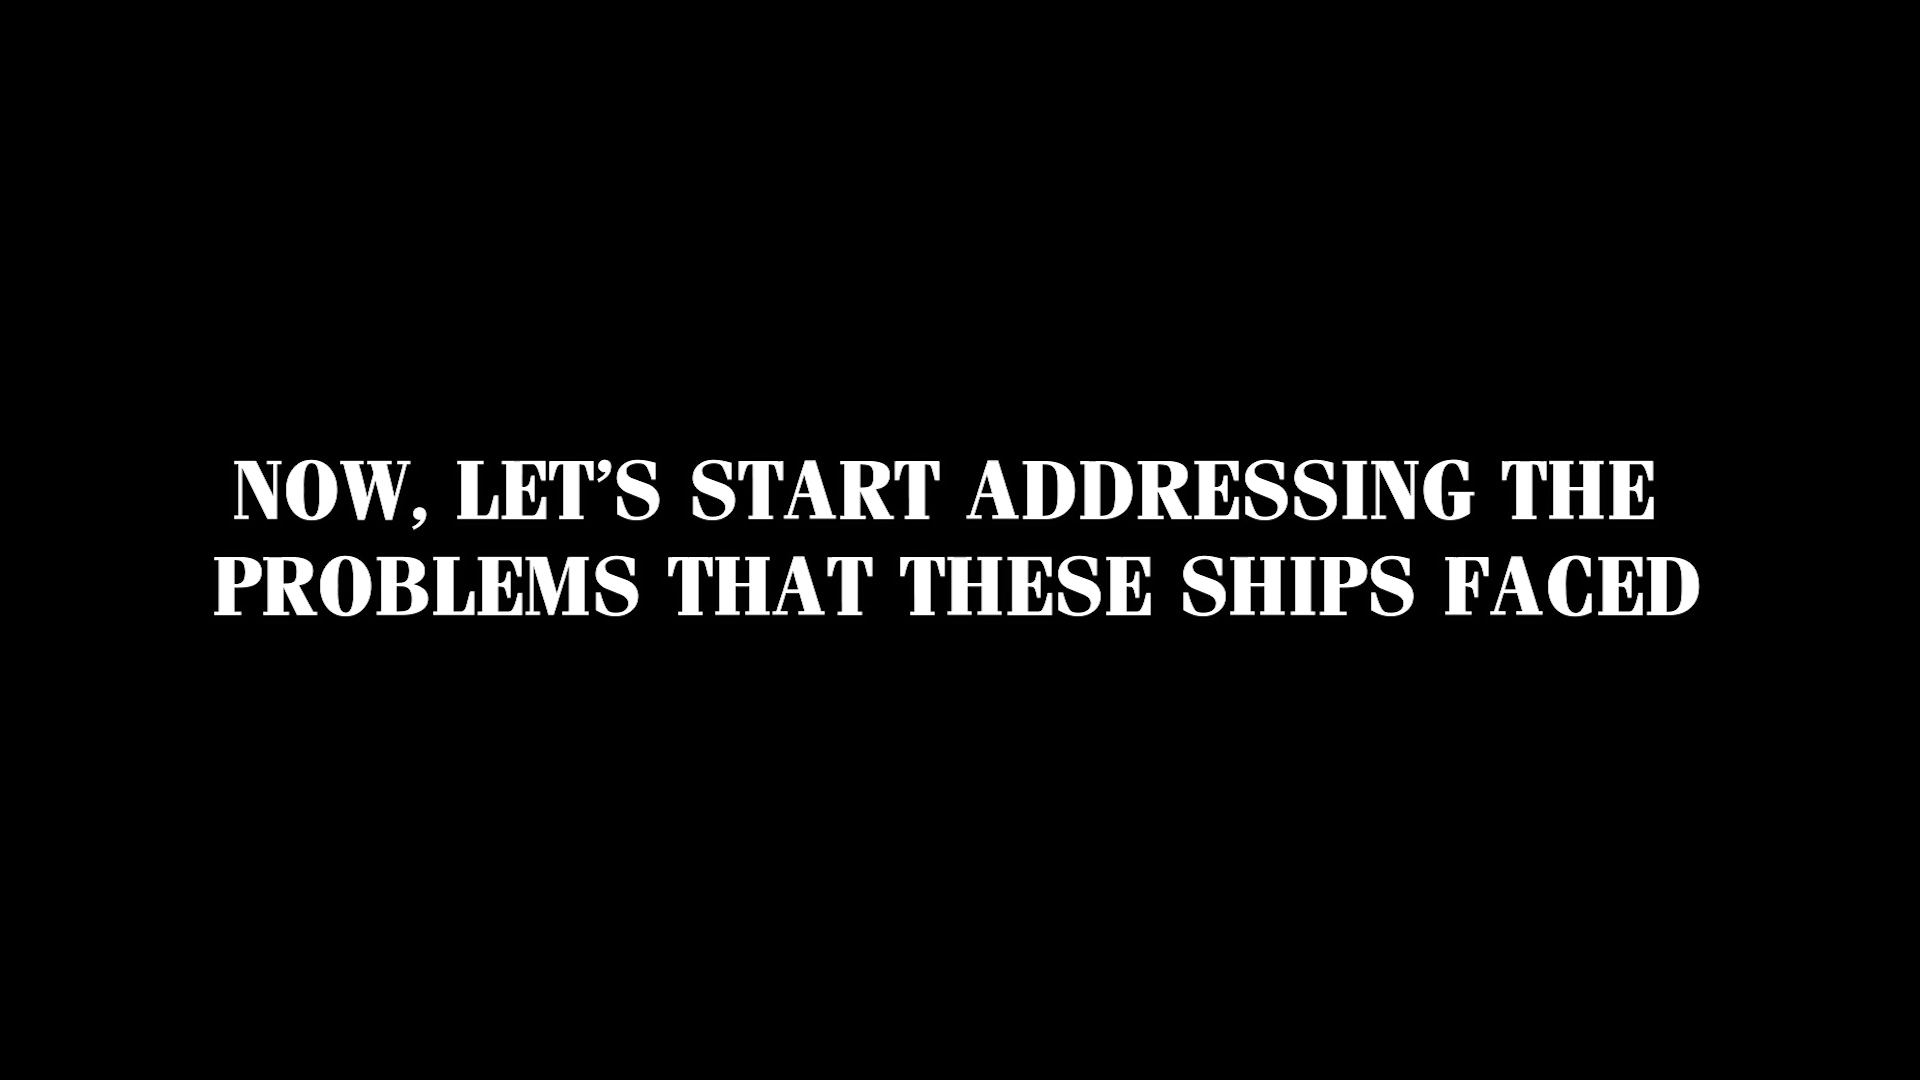 NOW, LET’S START ADDRESSING THE
PROBLEMS THAT THESE SHIPS FACED